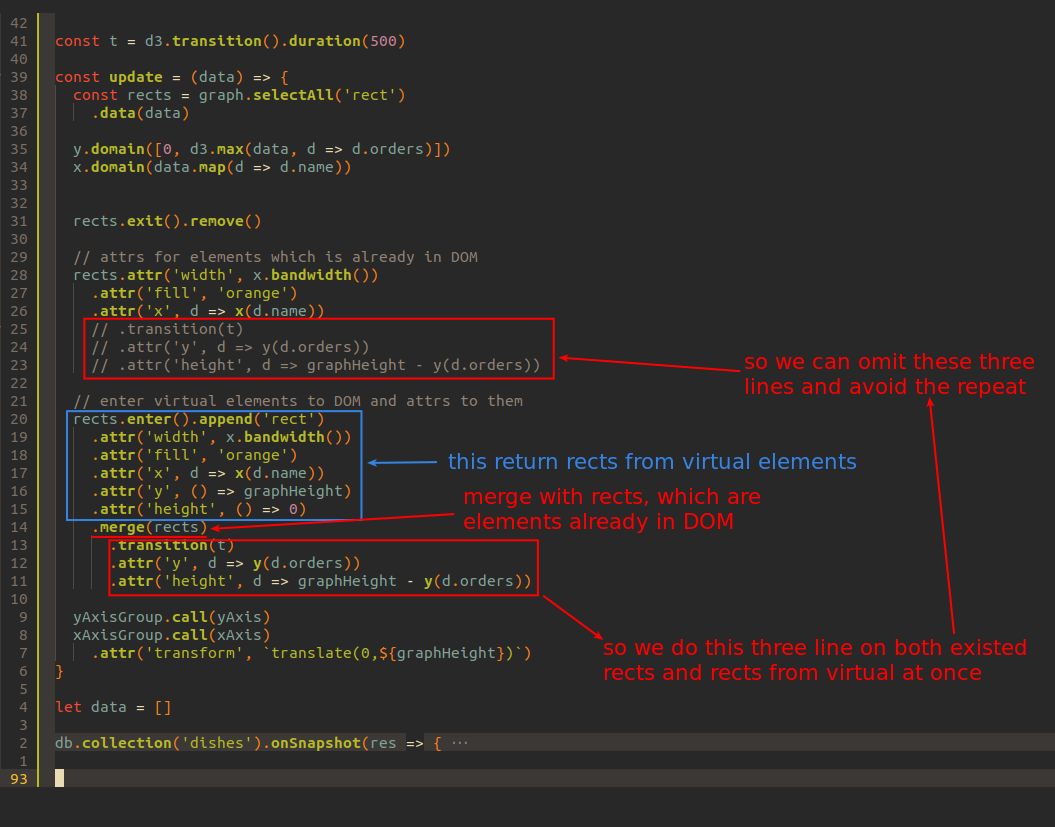 42
41 const t = d3.transition().duration(500)
40
39 const update = (data) => {
38 const rects = graph.selectAll('rect')
37 .data(data)
36
35 y.domain([0, d3.max(data, d => d.orders)])
34 x.domain(data.map(d => d.name))
33
32
31 rects.exit().remove()
30
29 // attrs for elements which is already in DOM
28 rects.attr('width', x.bandwidth())
27 .attr('fill', 'orange')
26 .attr('x', d => x(d.name))
25 // .transition(t)
24 // .attr('y', d => y(d.orders))
23 // .attr('height', d => graphHeight - y(d.orders))
so we can omit these three
lines and avoid the repeat
22
21 // enter virtual elements to DOM and attrs to them
20 rects.enter().append('rect')
19 .attr('width', x.bandwidth())
18 .attr('fill', 'orange')
17 .attr('x', d => x(d.name))
16 .attr('y', () => graphHeight)
15 .attr('height', () => 0)
this return rects from virtual elements
14 .merge(rects)
merge with rects, which are
elements already in DOM
13 .transition(t)
12 .attr('y', d => y(d.orders))
11 .attr('height', d => graphHeight - y(d.orders))
10
9 yAxisGroup.call(yAxis)
8 xAxisGroup.call(xAxis)
7 .attr('transform', `translate(0,${graphHeight})`)
so we do this three line on both existed
rects and rects from virtual at once
6 }
5
4 let data = []
3
2 db.collection('dishes').onSnapshot(res => { ···
1
93